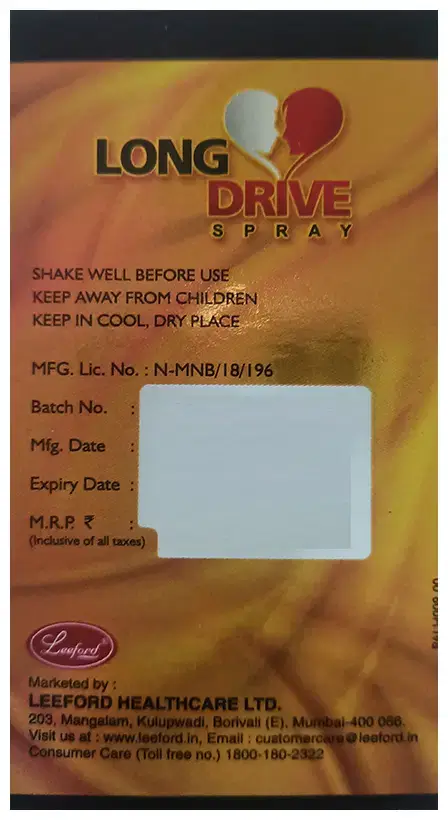 LONG
DRIVE
SPRAY
SHAKE WELL BEFORE USE
KEEP AWAY FROM CHILDREN
KEEP IN COOL, DRY PLACE
MFG. Lic. No. : N-MNB/18/196
Batch No. :
Mfg. Date :
Expiry Date :
M.R.P. ₹ :
(Inclusive of all taxes)
Leeford®
Marketed by :
LEEFORD HEALTHCARE LTD.
203, Mangalam, Kulupwadi, Borivali (E), Mumbai-400 066.
Visit us at : www.leeford.in, Email : customercare@leeford.in
Consumer Care (Toll free no.) 1800-180-2322